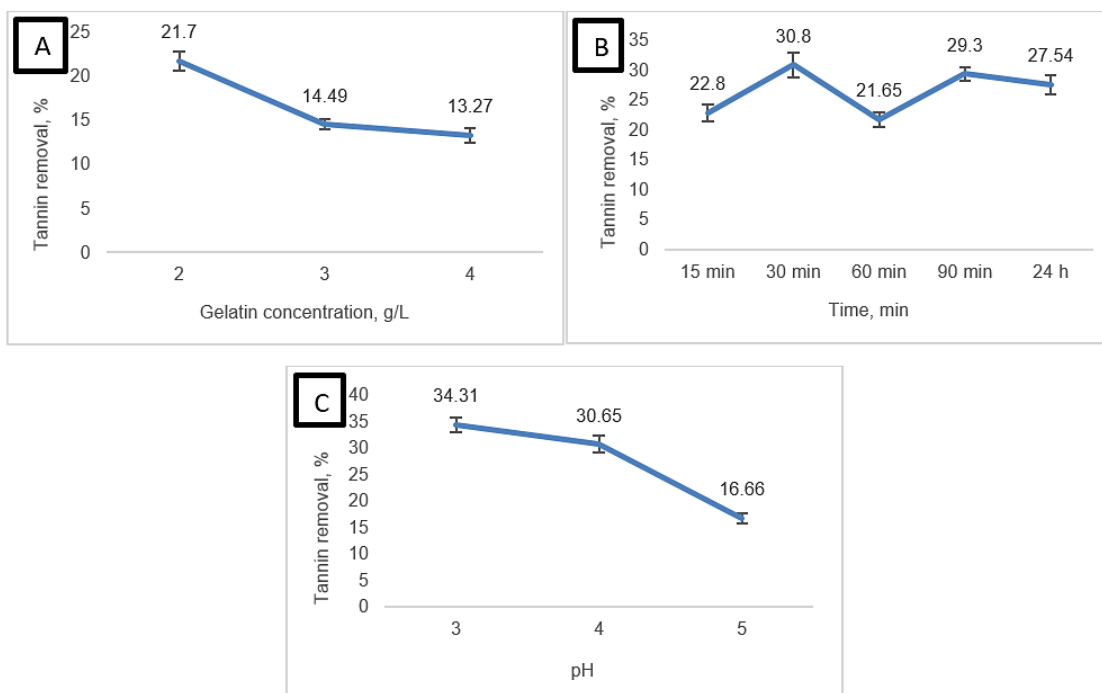 A
Tannin removal, %
25
20
15
10
5
0
21.7
14.49
13.27
2 3 4
Gelatin concentration, g/L
B
Tannin removal, %
35
30
25
20
15
10
5
0
22.8
30.8
21.65
29.3
27.54
15 min 30 min 60 min 90 min 24 h
Time, min
C
Tannin removal, %
40
35
30
25
20
15
10
5
0
34.31
30.65
16.66
3 4 5
pH